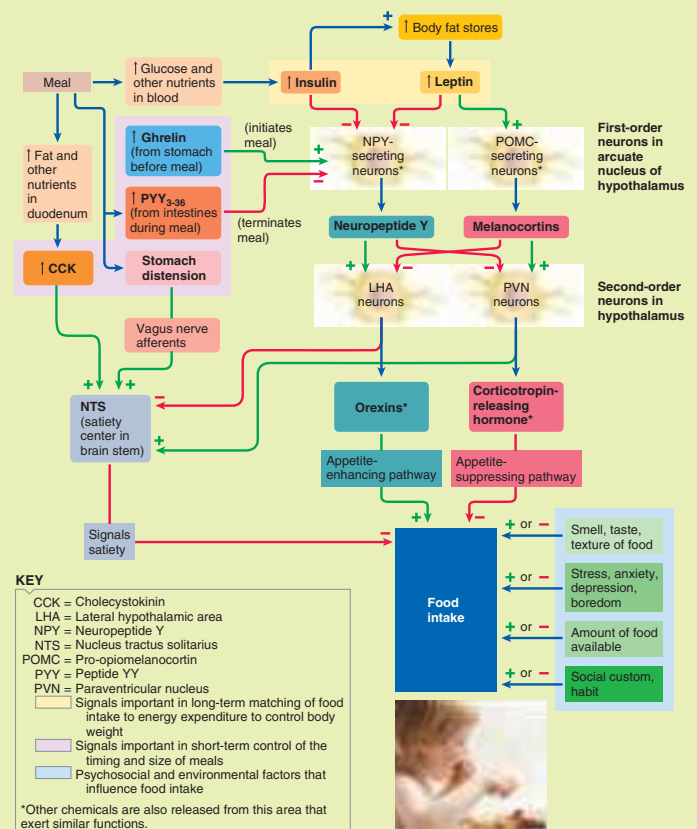 ↑ Body fat stores
+
Meal
↑ Glucose and
other nutrients
in blood
↑ Insulin
↑ Leptin
↑ Ghrelin
(from stomach
before meal)
(initiates
meal)
+
− −
+
NPY-
secreting
neurons*
POMC-
secreting
neurons*
First-order
neurons in
arcuate
nucleus of
hypothalamus
↑ Fat and
other
nutrients
in
duodenum
↑ PYY3-36
(from intestines
during meal)
−
(terminates
meal)
Neuropeptide Y
Melanocortins
↑ CCK
Stomach
distension
+ − − +
LHA
neurons
PVN
neurons
Second-order
neurons in
hypothalamus
Vagus nerve
afferents
+ +
−
+
NTS
(satiety
center in
brain stem)
Orexins*
Corticotropin-
releasing
hormone*
Appetite-
enhancing pathway
Appetite-
suppressing pathway
+ −
Signals
satiety
−
Food
intake
+ or −
Smell, taste,
texture of food
+ or −
Stress, anxiety,
depression,
boredom
+ or −
Amount of food
available
+ or −
Social custom,
habit
KEY
CCK = Cholecystokinin
LHA = Lateral hypothalamic area
NPY = Neuropeptide Y
NTS = Nucleus tractus solitarius
POMC = Pro-opiomelanocortin
PYY = Peptide YY
PVN = Paraventricular nucleus
Signals important in long-term matching of food
intake to energy expenditure to control body
weight
Signals important in short-term control of the
timing and size of meals
Psychosocial and environmental factors that
influence food intake
*Other chemicals are also released from this area that
exert similar functions.